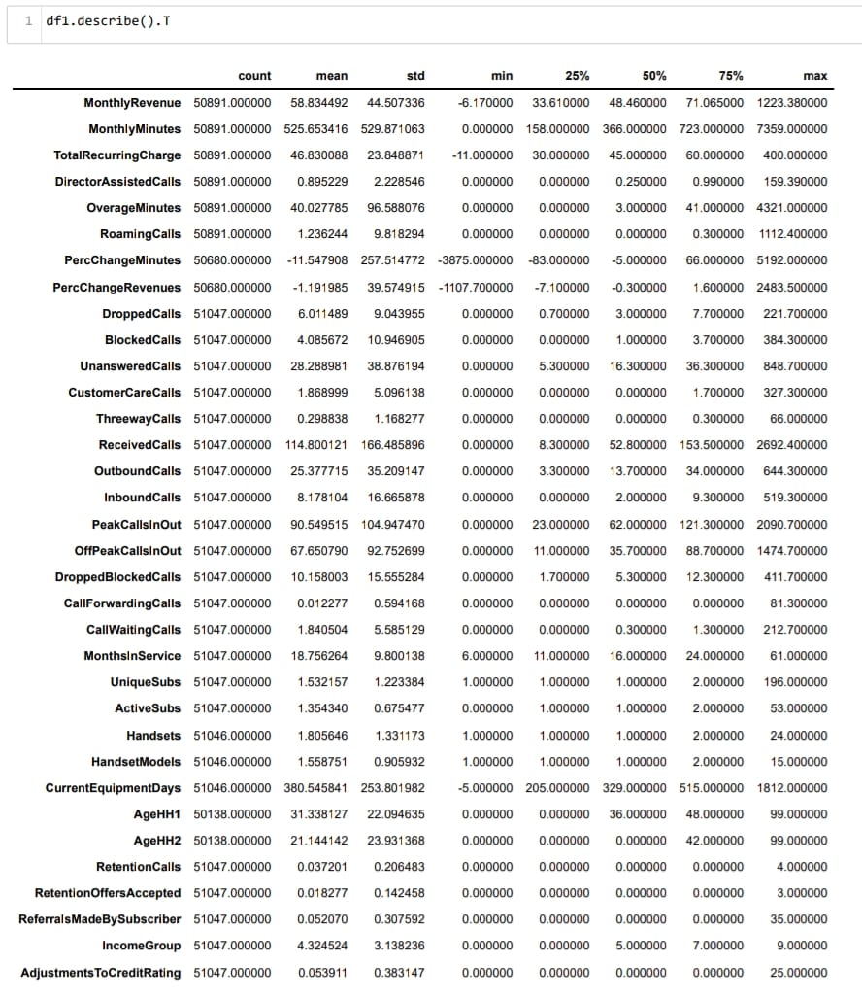 1 df1.describe().T
count mean std min 25% 50% 75% max
MonthlyRevenue 50891.000000 58.834492 44.507336 -6.170000 33.610000 48.460000 71.065000 1223.380000
MonthlyMinutes 50891.000000 525.653416 529.871063 0.000000 158.000000 366.000000 723.000000 7359.000000
TotalRecurringCharge 50891.000000 46.830088 23.848871 -11.000000 30.000000 45.000000 60.000000 400.000000
DirectorAssistedCalls 50891.000000 0.895229 2.228546 0.000000 0.000000 0.250000 0.990000 159.390000
OverageMinutes 50891.000000 40.027785 96.588076 0.000000 0.000000 3.000000 41.000000 4321.000000
RoamingCalls 50891.000000 1.236244 9.818294 0.000000 0.000000 0.000000 0.300000 1112.400000
PercChangeMinutes 50680.000000 -11.547908 257.514772 -3875.000000 -83.000000 -5.000000 66.000000 5192.000000
PercChangeRevenues 50680.000000 -1.191985 39.574915 -1107.700000 -7.100000 -0.300000 1.600000 2483.500000
DroppedCalls 51047.000000 6.011489 9.043955 0.000000 0.700000 3.000000 7.700000 221.700000
BlockedCalls 51047.000000 4.085672 10.946905 0.000000 0.000000 1.000000 3.700000 384.300000
UnansweredCalls 51047.000000 28.288981 38.876194 0.000000 5.300000 16.300000 36.300000 848.700000
CustomerCareCalls 51047.000000 1.868999 5.096138 0.000000 0.000000 0.000000 1.700000 327.300000
ThreewayCalls 51047.000000 0.298838 1.168277 0.000000 0.000000 0.000000 0.300000 66.000000
ReceivedCalls 51047.000000 114.800121 166.485896 0.000000 8.300000 52.800000 153.500000 2692.400000
OutboundCalls 51047.000000 25.377715 35.209147 0.000000 3.300000 13.700000 34.000000 644.300000
InboundCalls 51047.000000 8.178104 16.665878 0.000000 0.000000 2.000000 9.300000 519.300000
PeakCallsInOut 51047.000000 90.549515 104.947470 0.000000 23.000000 62.000000 121.300000 2090.700000
OffPeakCallsInOut 51047.000000 67.650790 92.752699 0.000000 11.000000 35.700000 88.700000 1474.700000
DroppedBlockedCalls 51047.000000 10.158003 15.555284 0.000000 1.700000 5.300000 12.300000 411.700000
CallForwardingCalls 51047.000000 0.012277 0.594168 0.000000 0.000000 0.000000 0.000000 81.300000
CallWaitingCalls 51047.000000 1.840504 5.585129 0.000000 0.000000 0.300000 1.300000 212.700000
MonthsInService 51047.000000 18.756264 9.800138 6.000000 11.000000 16.000000 24.000000 61.000000
UniqueSubs 51047.000000 1.532157 1.223384 1.000000 1.000000 1.000000 2.000000 196.000000
ActiveSubs 51047.000000 1.354340 0.675477 0.000000 1.000000 1.000000 2.000000 53.000000
Handsets 51046.000000 1.805646 1.331173 1.000000 1.000000 1.000000 2.000000 24.000000
HandsetModels 51046.000000 1.558751 0.905932 1.000000 1.000000 1.000000 2.000000 15.000000
CurrentEquipmentDays 51046.000000 380.545841 253.801982 -5.000000 205.000000 329.000000 515.000000 1812.000000
AgeHH1 50138.000000 31.338127 22.094635 0.000000 0.000000 36.000000 48.000000 99.000000
AgeHH2 50138.000000 21.144142 23.931368 0.000000 0.000000 0.000000 42.000000 99.000000
RetentionCalls 51047.000000 0.037201 0.206483 0.000000 0.000000 0.000000 0.000000 4.000000
RetentionOffersAccepted 51047.000000 0.018277 0.142458 0.000000 0.000000 0.000000 0.000000 3.000000
ReferralsMadeBySubscriber 51047.000000 0.052070 0.307592 0.000000 0.000000 0.000000 0.000000 35.000000
IncomeGroup 51047.000000 4.324524 3.138236 0.000000 0.000000 5.000000 7.000000 9.000000
AdjustmentsToCreditRating 51047.000000 0.053911 0.383147 0.000000 0.000000 0.000000 0.000000 25.000000